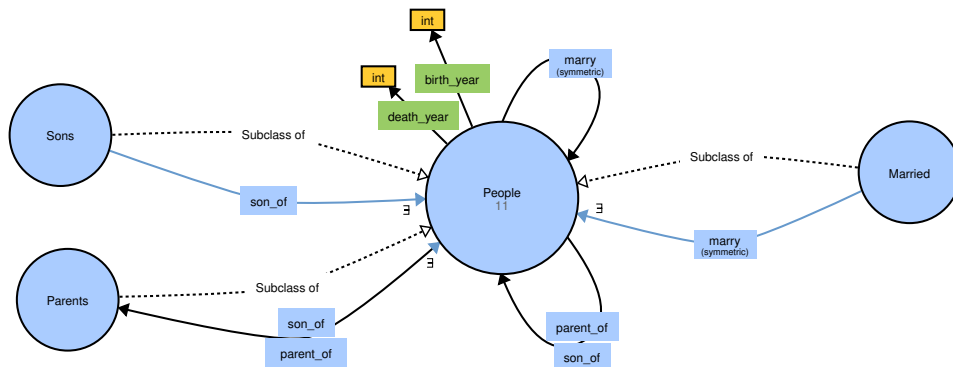 int
int
birth_year
death_year
marry
(symmetric)
Sons
Subclass of
Subclass of
Married
People
11
son_of
∃
∃
marry
(symmetric)
∃
Subclass of
Parents
son_of
parent_of
parent_of
son_of